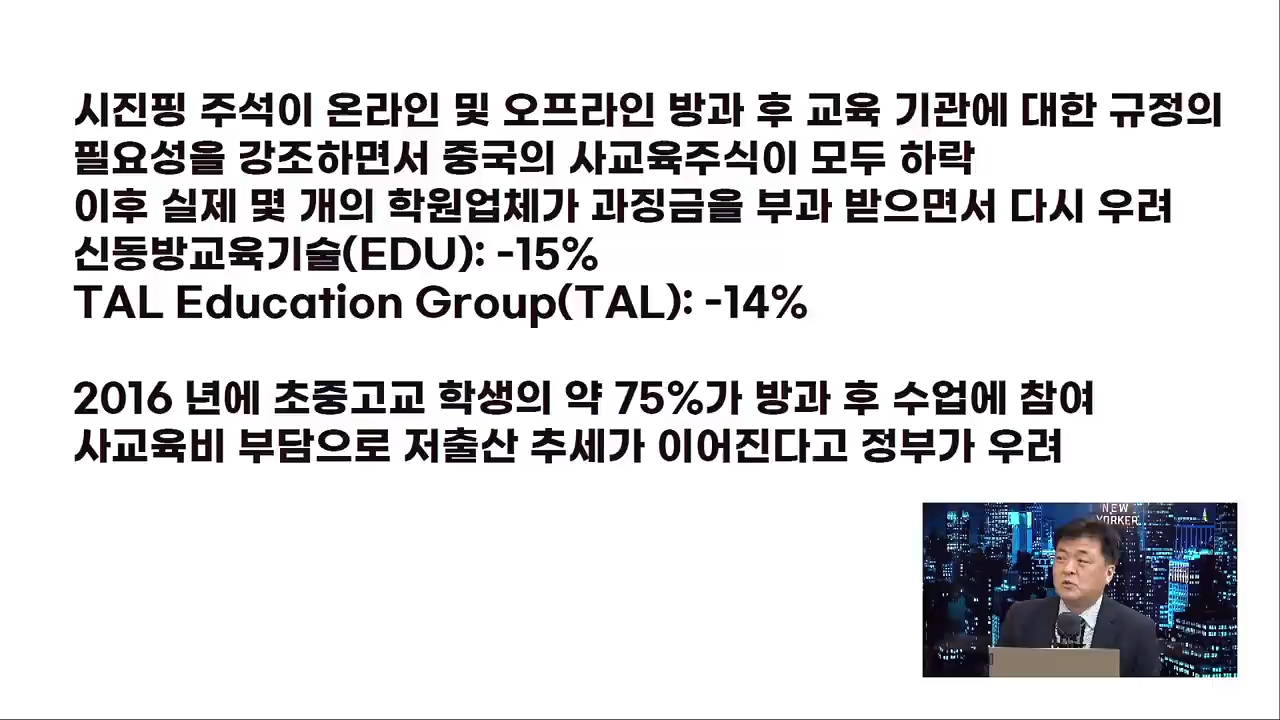 시진핑 주석이 온라인 및 오프라인 방과 후 교육 기관에 대한 규정의
필요성을 강조하면서 중국의 사교육주식이 모두 하락
이후 실제 몇 개의 학원업체가 과징금을 부과 받으면서 다시 우려
신동방교육기술(EDU): -15%
TAL Education Group(TAL): -14%
2016 년에 초중고교 학생의 약 75%가 방과 후 수업에 참여
사교육비 부담으로 저출산 추세가 이어진다고 정부가 우려
NEW
YORKER